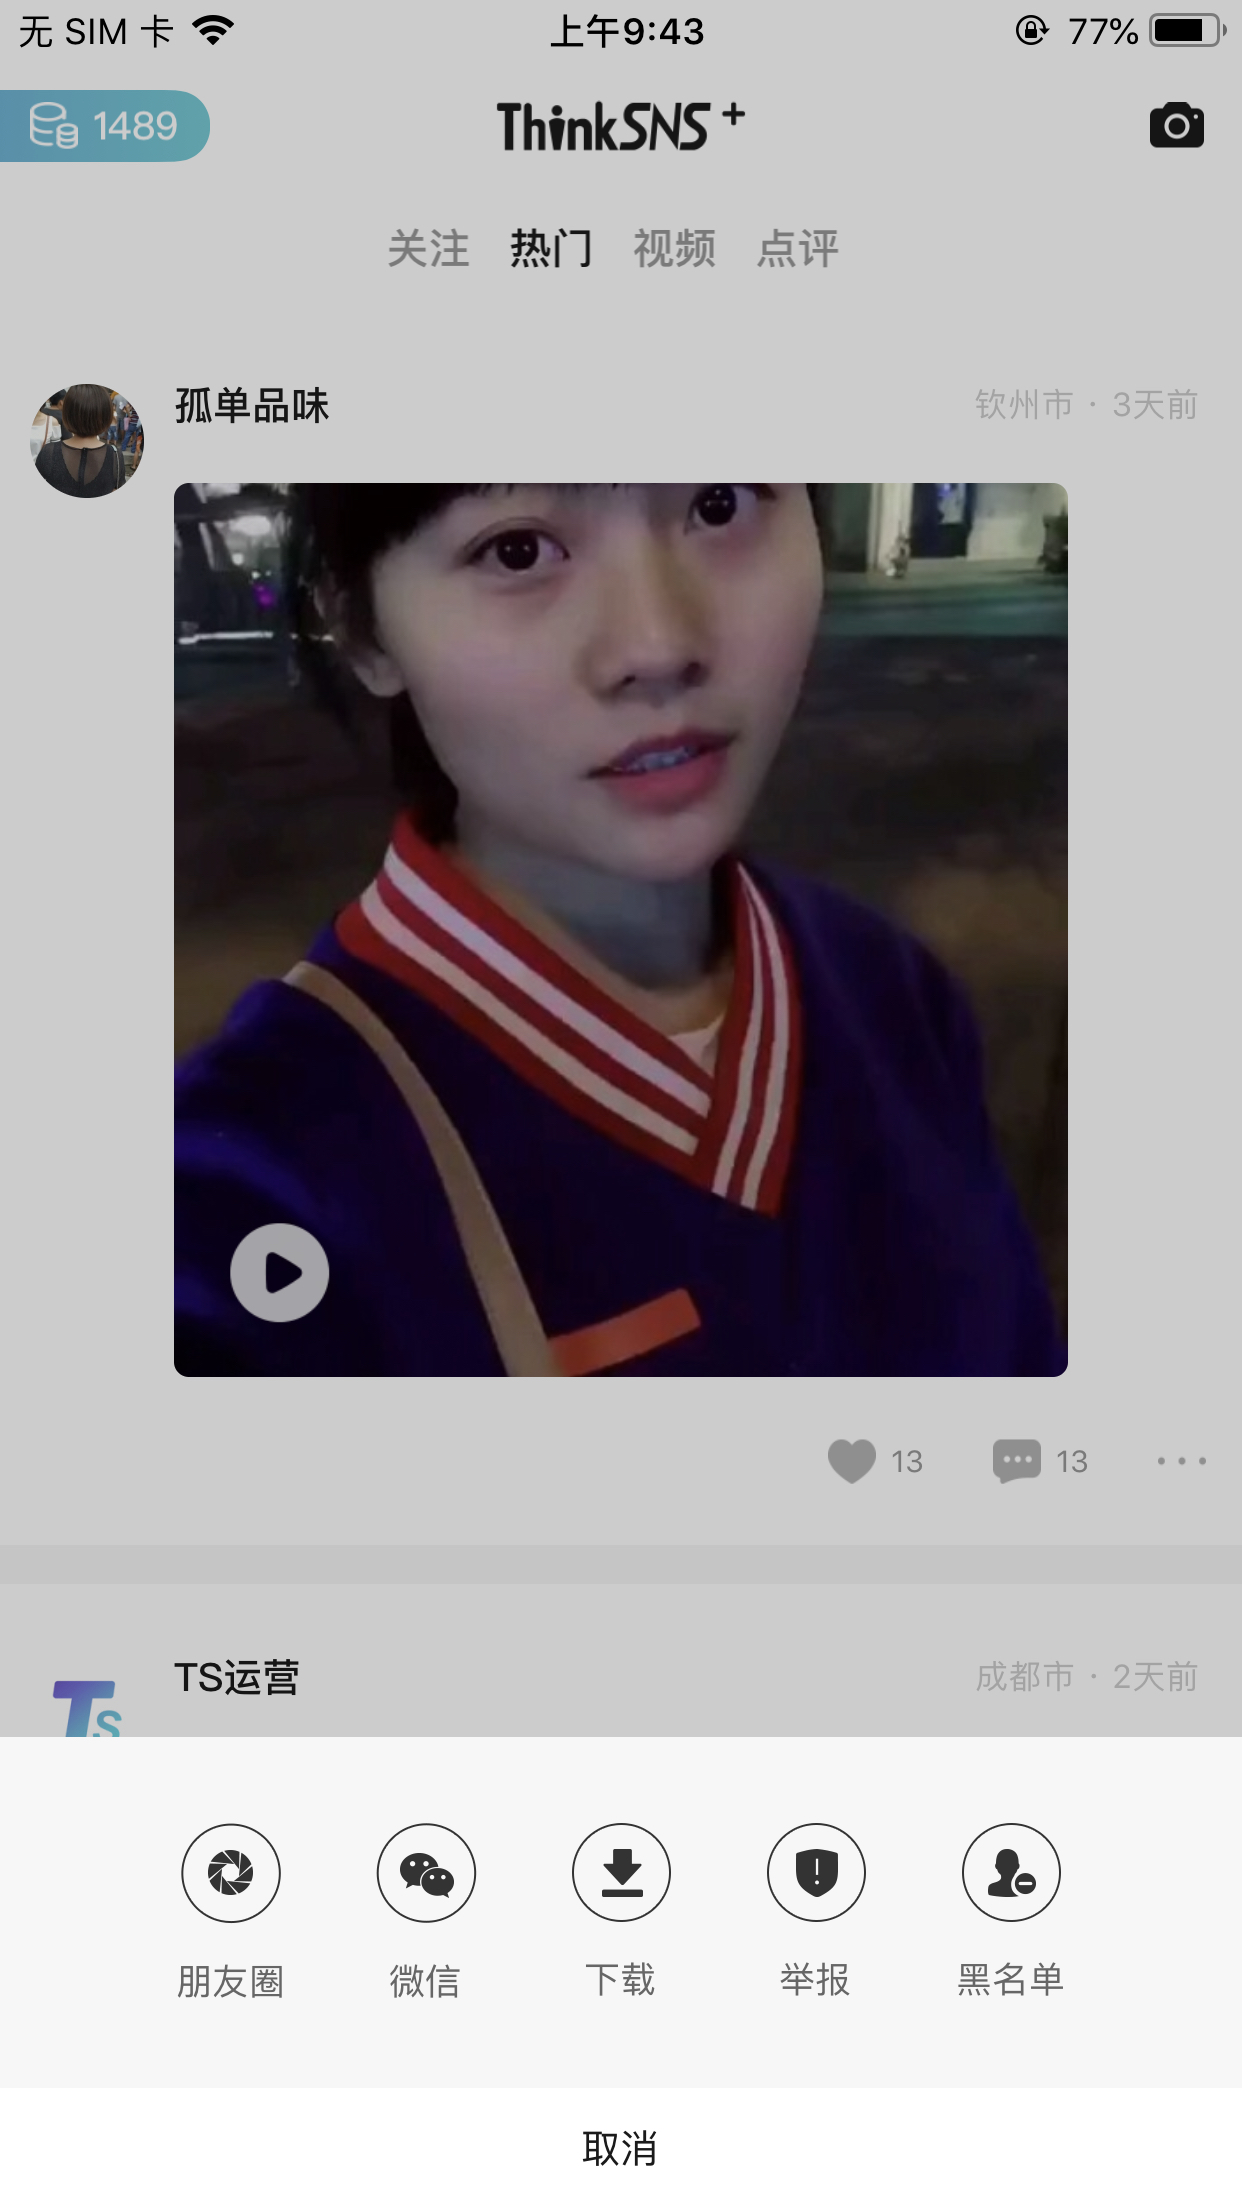 无 SIM 卡 上午9:43 77%
1489 ThinkSNS +
关注 热门 视频 点评
孤单品味 钦州市 · 3天前
13 13
TS运营 成都市 · 2天前
TS
朋友圈 微信 下载 举报 黑名单
取消